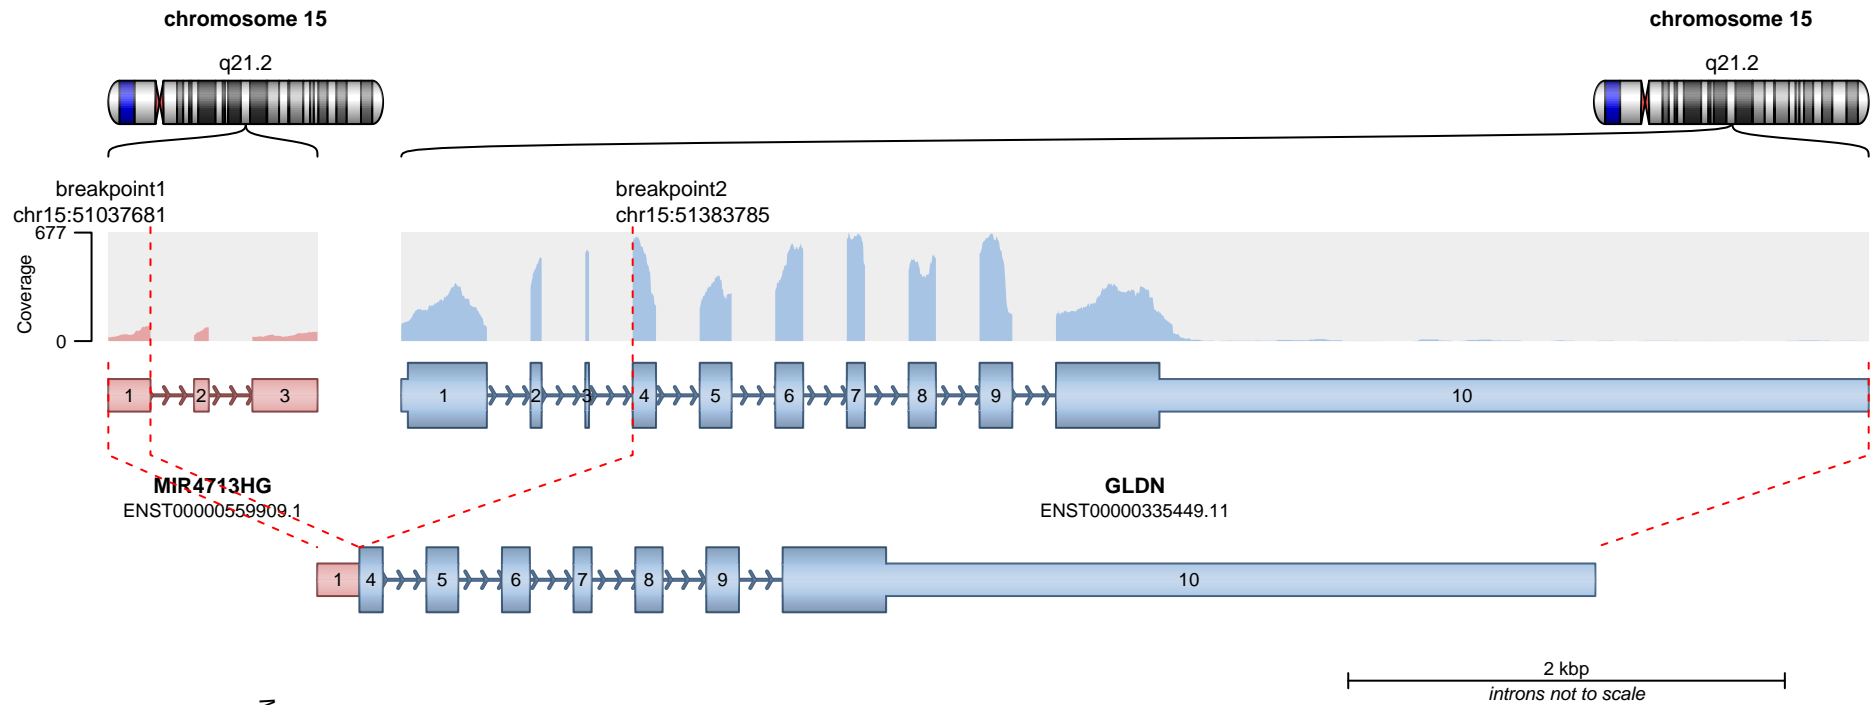 chromosome 15
chromosome 15
q21.2
q21.2
breakpoint1
chr15:51037681
breakpoint2
chr15:51383785
677
Coverage
0
1 2 3
1 2 3 4 5 6 7 8 9 10
MIR4713HG
ENST00000559909.1
GLDN
ENST00000335449.11
1 4 5 6 7 8 9 10
2 kbp
introns not to scale